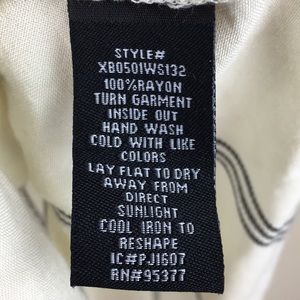 STYLE#
XB0501WS132
100%RAYON
TURN GARMENT
INSIDE OUT
HAND WASH
COLD WITH LIKE
COLORS
LAY FLAT TO DRY
AWAY FROM
DIRECT
SUNLIGHT
COOL IRON TO
RESHAPE
IC#PJ1607
RN#95377